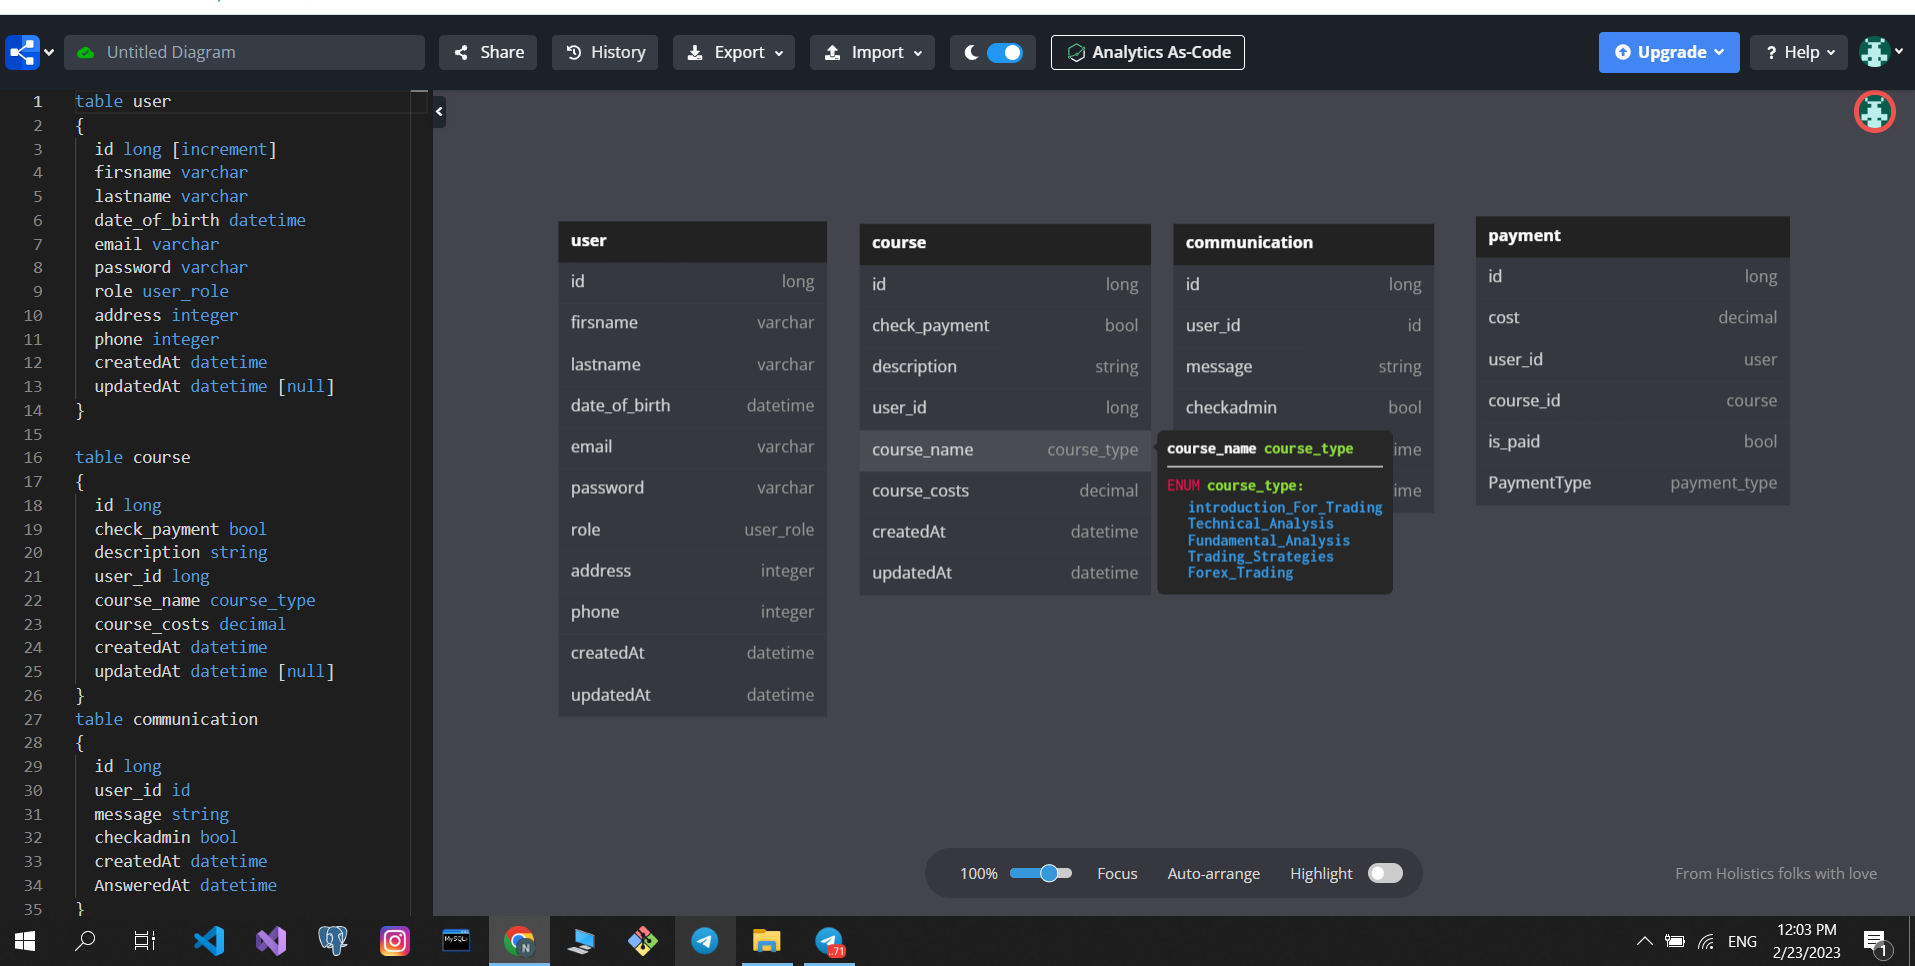 Untitled Diagram
Share
History
Export
Import
Analytics As-Code
Upgrade
? Help
1 table user
2 {
3 id long [increment]
4 firsname varchar
5 lastname varchar
6 date_of_birth datetime
7 email varchar
8 password varchar
9 role user_role
10 address integer
11 phone integer
12 createdAt datetime
13 updatedAt datetime [null]
14 }
15
16 table course
17 {
18 id long
19 check_payment bool
20 description string
21 user_id long
22 course_name course_type
23 course_costs decimal
24 createdAt datetime
25 updatedAt datetime [null]
26 }
27 table communication
28 {
29 id long
30 user_id id
31 message string
32 checkadmin bool
33 createdAt datetime
34 AnsweredAt datetime
35 }
user
id long
firsname varchar
lastname varchar
date_of_birth datetime
email varchar
password varchar
role user_role
address integer
phone integer
createdAt datetime
updatedAt datetime
course
id long
check_payment bool
description string
user_id long
course_name course_type
course_costs decimal
createdAt datetime
updatedAt datetime
communication
id long
user_id id
message string
checkadmin bool
ime
ime
course_name course_type
ENUM course_type:
introduction_For_Trading
Technical_Analysis
Fundamental_Analysis
Trading_Strategies
Forex_Trading
payment
id long
cost decimal
user_id user
course_id course
is_paid bool
PaymentType payment_type
100%
Focus
Auto-arrange
Highlight
From Holistics folks with love
MySQL
N
..71
ENG
12:03 PM
2/23/2023
1